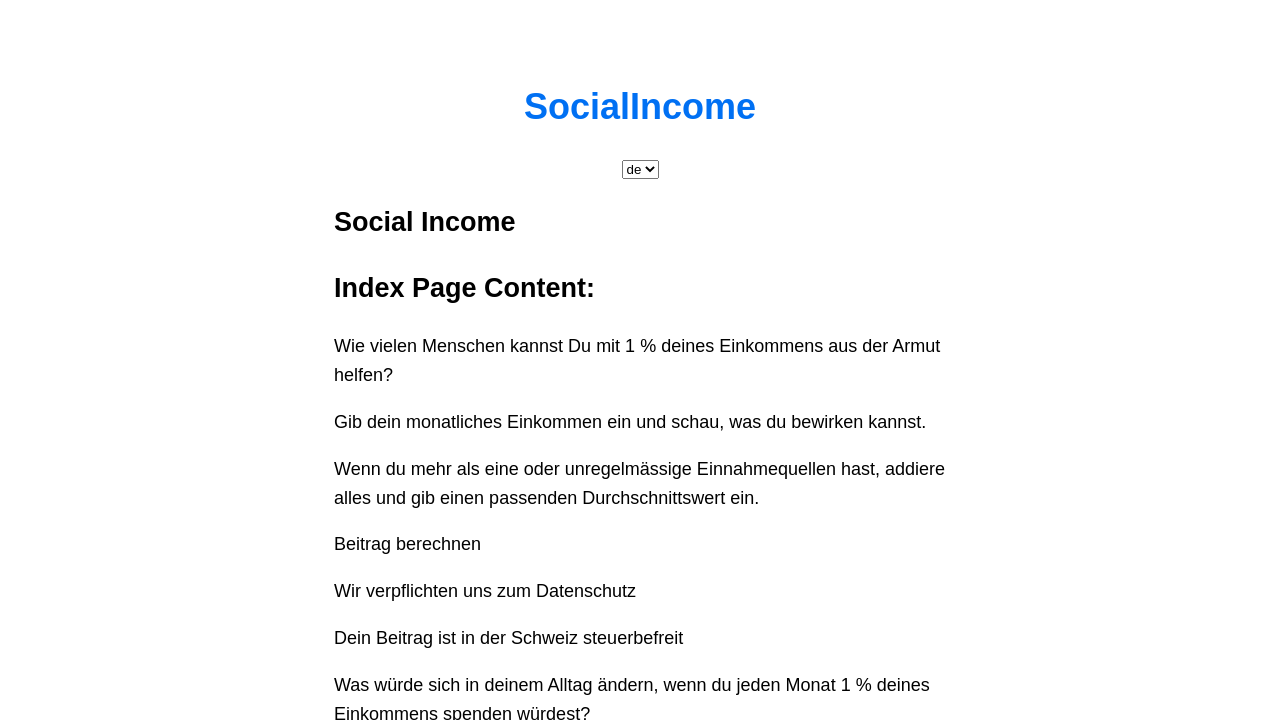 SocialIncome
de
Social Income
Index Page Content:
Wie vielen Menschen kannst Du mit 1 % deines Einkommens aus der Armut
helfen?
Gib dein monatliches Einkommen ein und schau, was du bewirken kannst.
Wenn du mehr als eine oder unregelmässige Einnahmequellen hast, addiere
alles und gib einen passenden Durchschnittswert ein.
Beitrag berechnen
Wir verpflichten uns zum Datenschutz
Dein Beitrag ist in der Schweiz steuerbefreit
Was würde sich in deinem Alltag ändern, wenn du jeden Monat 1 % deines
Einkommens spenden würdest?